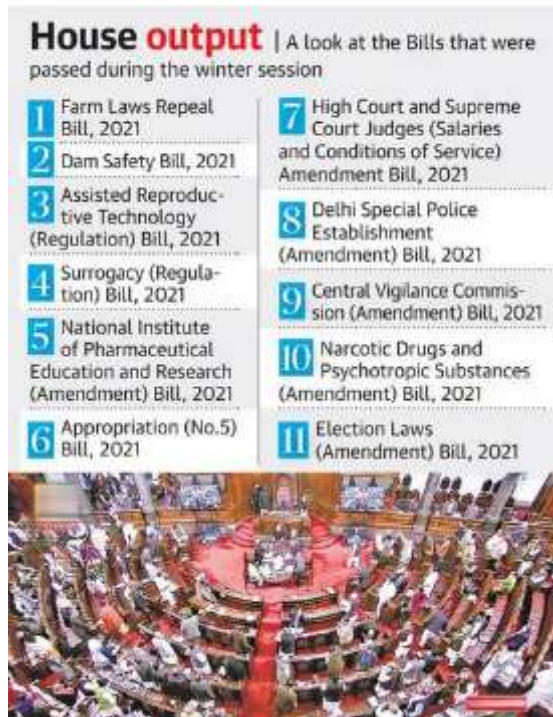 House output | A look at the Bills that were
passed during the winter session
1 Farm Laws Repeal
Bill, 2021
2 Dam Safety Bill, 2021
3 Assisted Reproduc-
tive Technology
(Regulation) Bill, 2021
4 Surrogacy (Regula-
tion) Bill, 2021
5 National Institute
of Pharmaceutical
Education and Research
(Amendment) Bill, 2021
6 Appropriation (No.5)
Bill, 2021
7 High Court and Supreme
Court Judges (Salaries
and Conditions of Service)
Amendment Bill, 2021
8 Delhi Special Police
Establishment
(Amendment) Bill, 2021
9 Central Vigilance Commis-
sion (Amendment) Bill, 2021
10 Narcotic Drugs and
Psychotropic Substances
(Amendment) Bill, 2021
11 Election Laws
(Amendment) Bill, 2021